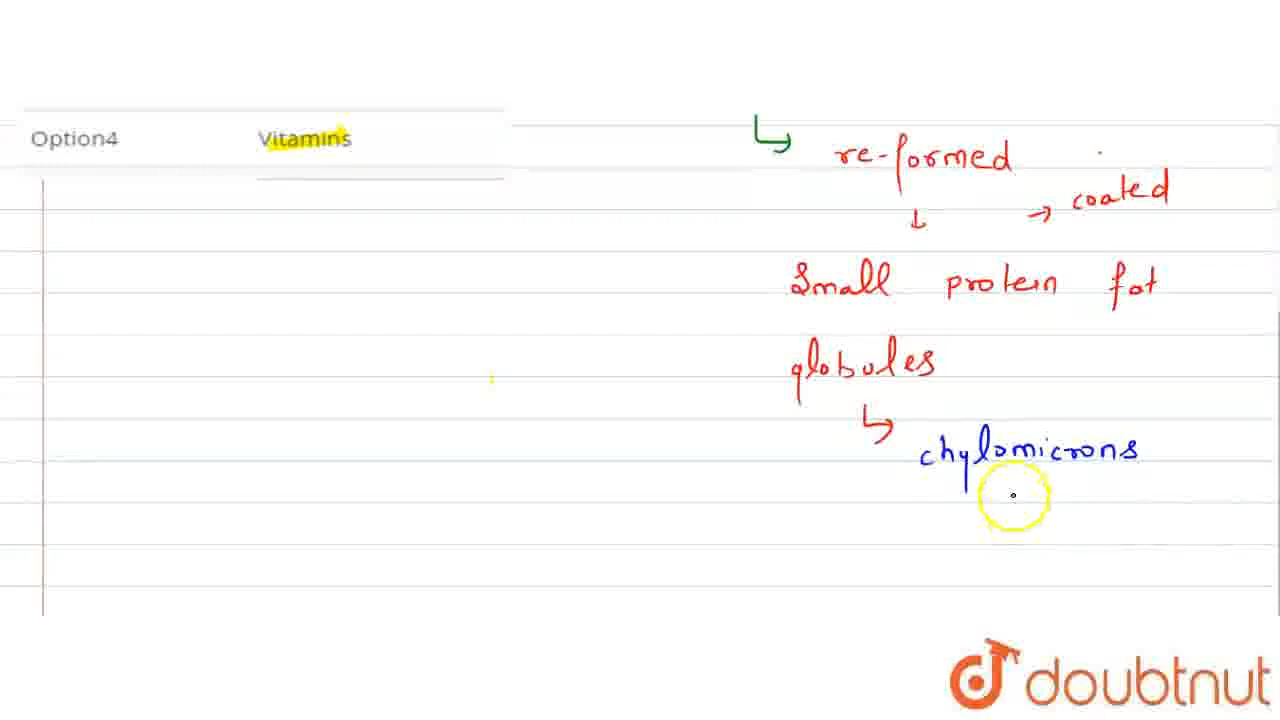 Option4 Vitamins
re-formed
→ coated
↓
Small protein fat
globules
chylomicrons
doubtnut